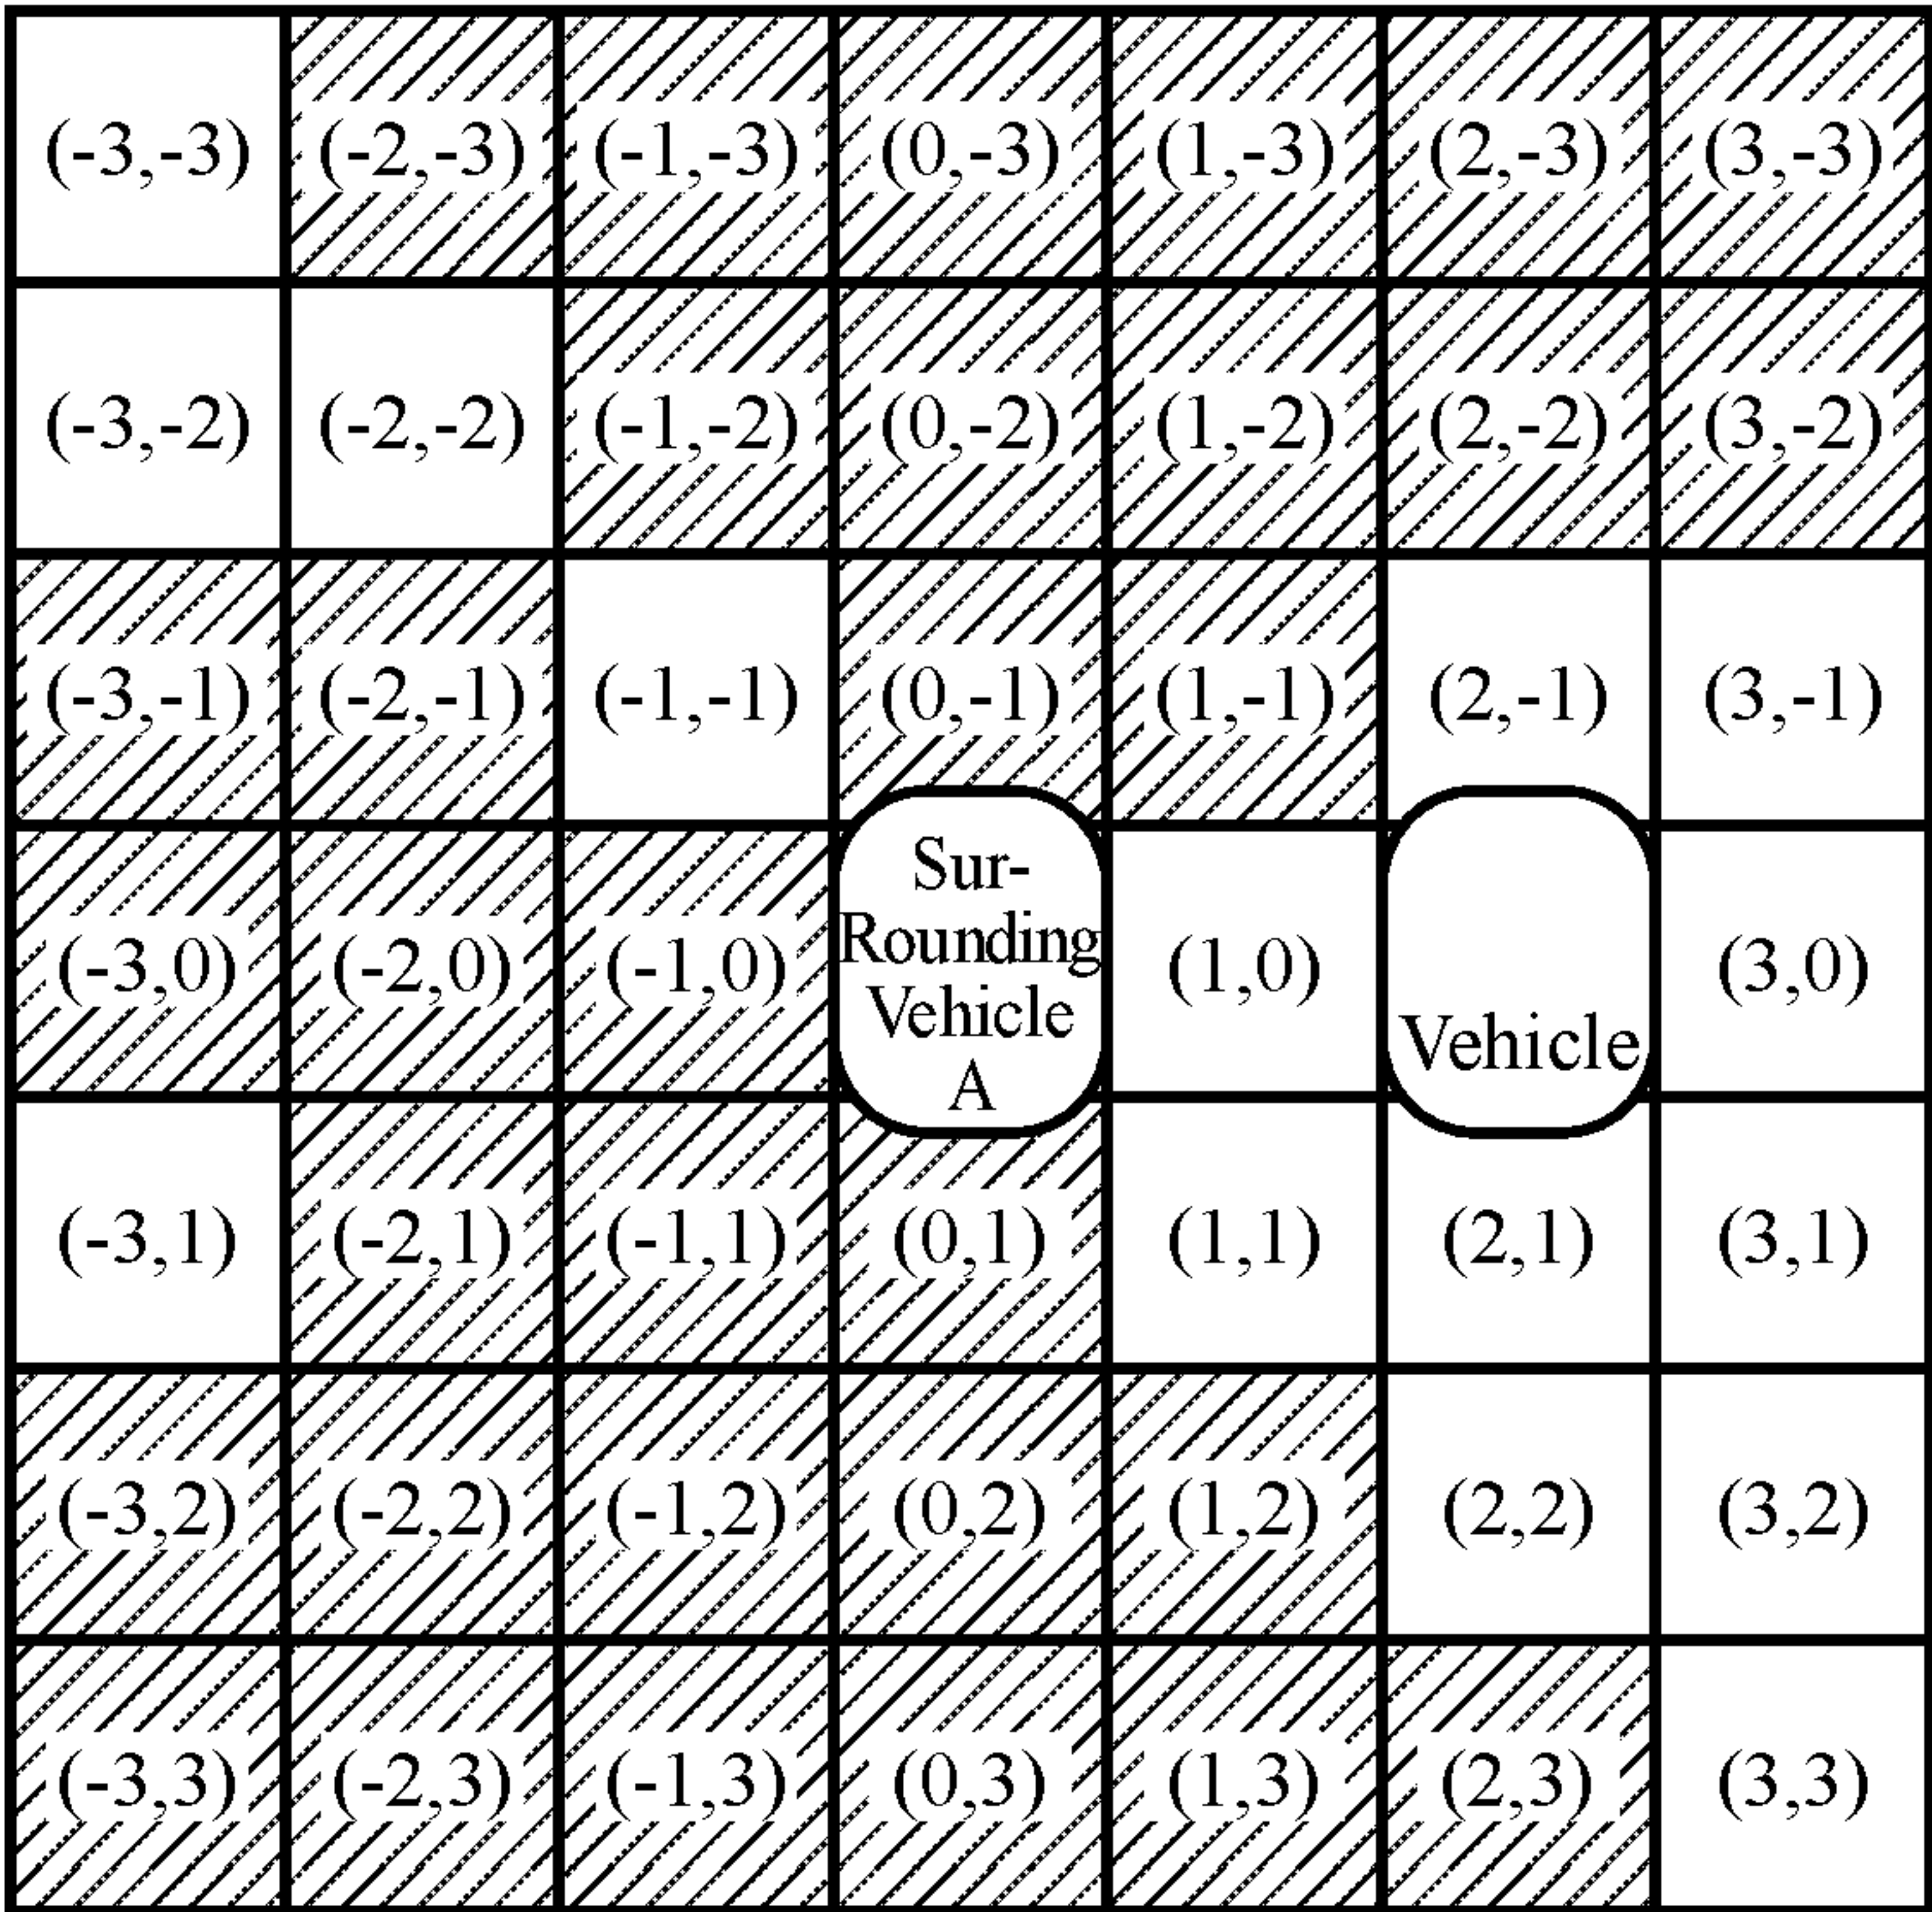 (-3,-3) (-2,-3) (-1,-3) (0,-3) (1,-3) (2,-3) (3,-3)
(-3,-2) (-2,-2) (-1,-2) (0,-2) (1,-2) (2,-2) (3,-2)
(-3,-1) (-2,-1) (-1,-1) (0,-1) (1,-1) (2,-1) (3,-1)
(-3,0) (-2,0) (-1,0)
Sur-
Rounding
Vehicle
A
(1,0)
Vehicle
(3,0)
(-3,1) (-2,1) (-1,1) (0,1) (1,1) (2,1) (3,1)
(-3,2) (-2,2) (-1,2) (0,2) (1,2) (2,2) (3,2)
(-3,3) (-2,3) (-1,3) (0,3) (1,3) (2,3) (3,3)